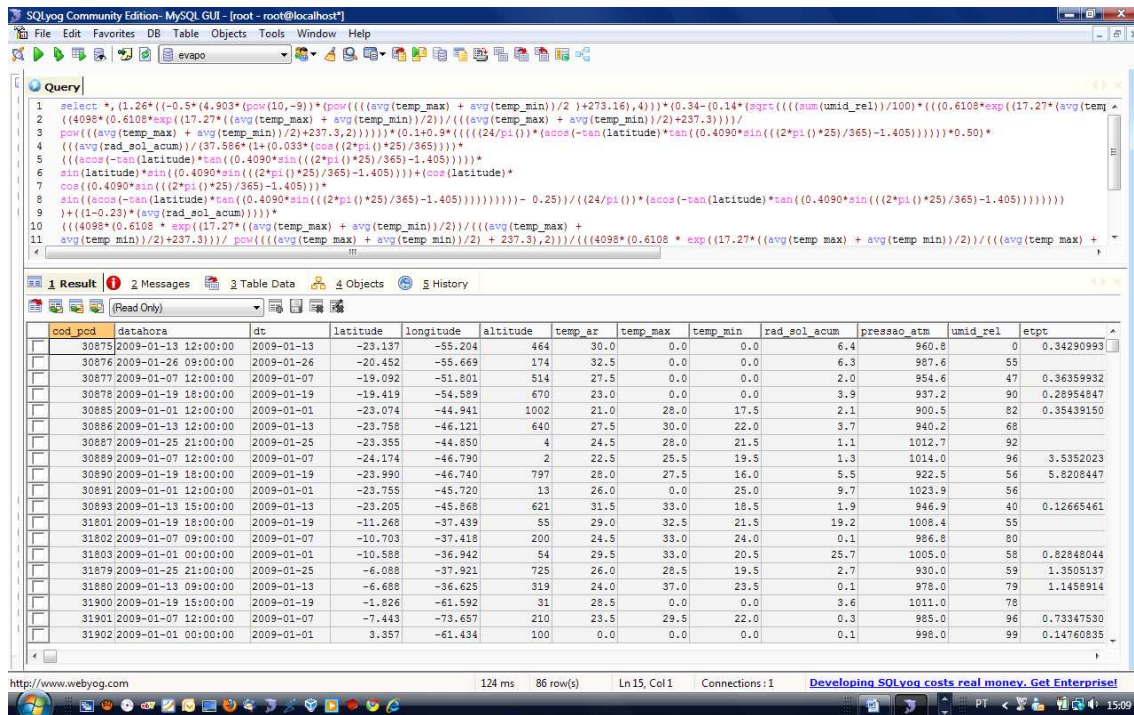 SQLyog Community Edition- MySQL GUI - [root - root@localhost*]
File Edit Favorites DB Table Objects Tools Window Help
evapo
Query
1 select *,(1.26*((-0.5*(4.903*(pow(10,-9))*(pow((((avg(temp_max) + avg(temp_min))/2 )+273.16),4)))*(0.34-(0.14*(sqrt((((sum(umid_rel))/100)*(((0.6108*exp((17.27*(avg(temp
2 ((4098*(0.6108*exp((17.27*((avg(temp_max) + avg(temp_min))/2))/(((avg(temp_max) + avg(temp_min))/2)+237.3))))/
3 pow(((avg(temp_max) + avg(temp_min))/2)+237.3,2))))))*(0.1+0.9*(((((24/pi())*(acos(-tan(latitude)*tan((0.4090*sin(((2*pi()*25)/365)-1.405))))))*0.50)*
4 (((avg(rad_sol_acum))/(37.586*(1+(0.033*(cos((2*pi()*25)/365))))*
5 (((acos(-tan(latitude)*tan((0.4090*sin(((2*pi()*25)/365)-1.405)))))*
6 sin(latitude)*sin((0.4090*sin(((2*pi()*25)/365)-1.405))))+(cos(latitude)*
7 cos((0.4090*sin(((2*pi()*25)/365)-1.405)))*
8 sin((acos(-tan(latitude)*tan((0.4090*sin(((2*pi()*25)/365)-1.405))))))))))- 0.25))/((24/pi())*(acos(-tan(latitude)*tan((0.4090*sin(((2*pi()*25)/365)-1.405))))))))
9 )+((1-0.23)*(avg(rad_sol_acum)))))*
10 (((4098*(0.6108 * exp((17.27*((avg(temp_max) + avg(temp_min))/2))/(((avg(temp_max) +
11 avg(temp_min))/2)+237.3)))/ pow((((avg(temp_max) + avg(temp_min))/2) + 237.3),2)))/(((4098*(0.6108 * exp((17.27*((avg(temp_max) + avg(temp_min))/2))/(((avg(temp_max) +
1 Result 2 Messages 3 Table Data 4 Objects 5 History
(Read Only)
cod_pcd datahora dt latitude longitude altitude temp_ar temp_max temp_min rad_sol_acum pressao_atm umid_rel etpt
30875 2009-01-13 12:00:00 2009-01-13 -23.137 -55.204 464 30.0 0.0 0.0 6.4 960.8 0 0.34290993
30876 2009-01-26 09:00:00 2009-01-26 -20.452 -55.669 174 32.5 0.0 0.0 6.3 987.6 55
30877 2009-01-07 12:00:00 2009-01-07 -19.092 -51.801 514 27.5 0.0 0.0 2.0 954.6 47 0.36359932
30878 2009-01-19 18:00:00 2009-01-19 -19.419 -54.589 670 23.0 0.0 0.0 3.9 937.2 90 0.28954847
30885 2009-01-01 12:00:00 2009-01-01 -23.074 -44.941 1002 21.0 28.0 17.5 2.1 900.5 82 0.35439150
30886 2009-01-13 12:00:00 2009-01-13 -23.758 -46.121 640 27.5 30.0 22.0 3.7 940.2 68
30887 2009-01-25 21:00:00 2009-01-25 -23.355 -44.850 4 24.5 28.0 21.5 1.1 1012.7 92
30889 2009-01-07 12:00:00 2009-01-07 -24.174 -46.790 2 22.5 25.5 19.5 1.3 1014.0 96 3.5352023
30890 2009-01-19 18:00:00 2009-01-19 -23.990 -46.740 797 28.0 27.5 16.0 5.5 922.5 56 5.8208447
30891 2009-01-01 12:00:00 2009-01-01 -23.755 -45.720 13 26.0 0.0 25.0 9.7 1023.9 56
30893 2009-01-13 15:00:00 2009-01-13 -23.205 -45.868 621 31.5 33.0 18.5 1.9 946.9 40 0.12665461
31801 2009-01-19 18:00:00 2009-01-19 -11.268 -37.439 55 29.0 32.5 21.5 19.2 1008.4 55
31802 2009-01-07 09:00:00 2009-01-07 -10.703 -37.418 200 24.5 33.0 24.0 0.1 986.8 80
31803 2009-01-01 00:00:00 2009-01-01 -10.588 -36.942 54 29.5 33.0 20.5 25.7 1005.0 58 0.82848044
31879 2009-01-25 21:00:00 2009-01-25 -6.088 -37.921 725 26.0 28.5 19.5 2.7 930.0 59 1.3505137
31880 2009-01-13 09:00:00 2009-01-13 -6.688 -36.625 319 24.0 37.0 23.5 0.1 978.0 79 1.1458914
31900 2009-01-19 15:00:00 2009-01-19 -1.826 -61.592 31 28.5 0.0 0.0 3.6 1011.0 78
31901 2009-01-07 12:00:00 2009-01-07 -7.443 -73.657 210 23.5 29.5 22.0 0.3 985.0 96 0.73347530
31902 2009-01-01 00:00:00 2009-01-01 3.357 -61.434 100 0.0 0.0 0.0 0.1 998.0 99 0.14760835
http://www.webyog.com 124 ms 86 row(s) Ln 15, Col 1 Connections : 1 Developing SQLyog costs real money. Get Enterprise!
PT 15:09